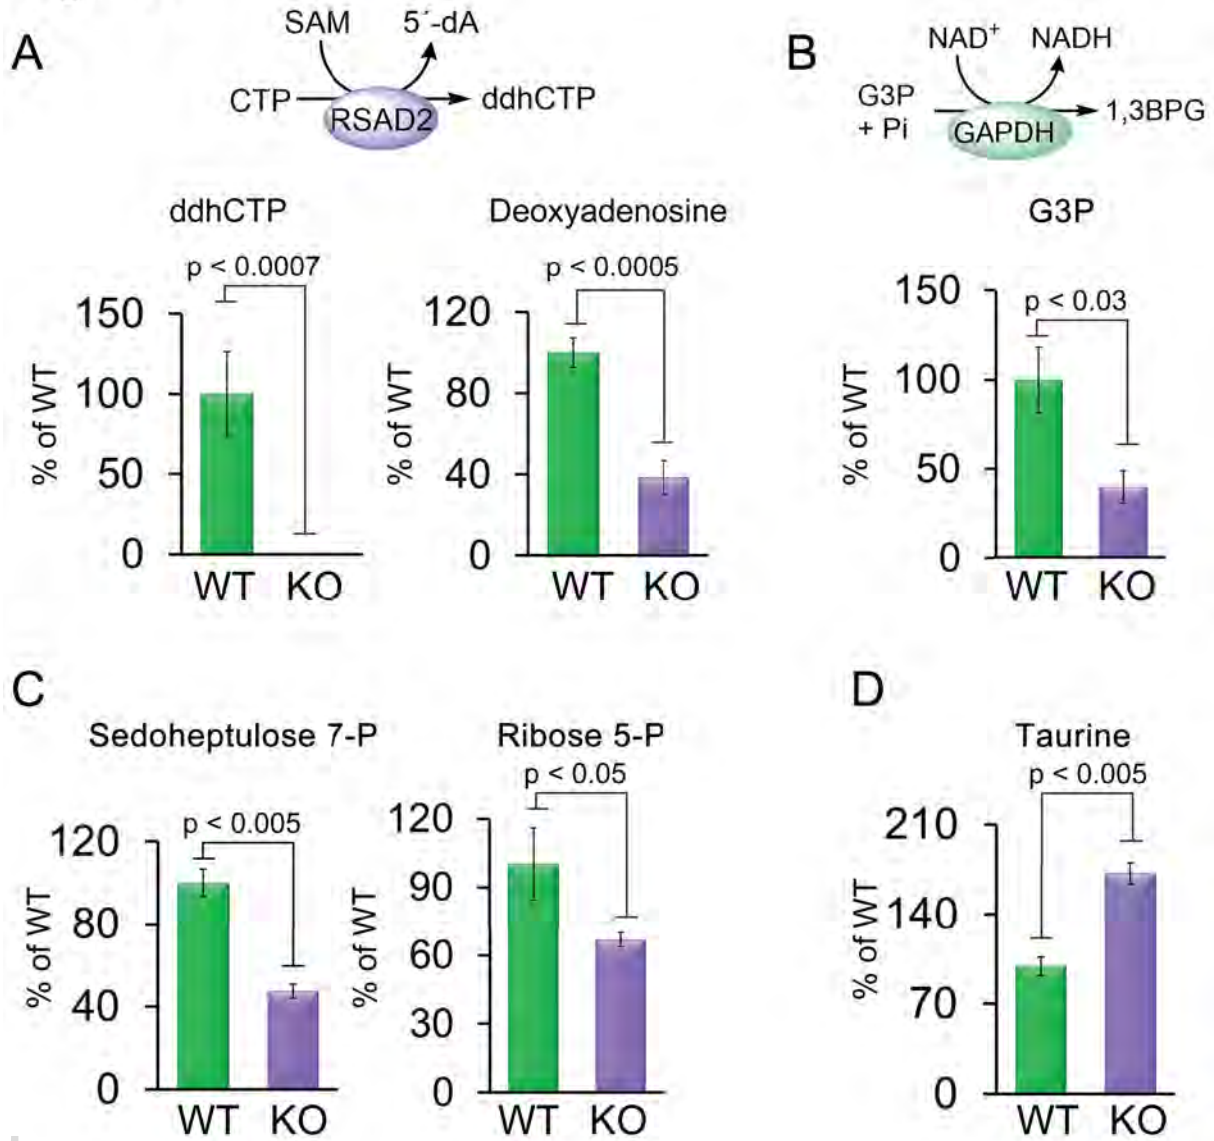 A
SAM 5´-dA
CTP RSAD2 ddhCTP
ddhCTP
p < 0.0007
% of WT
150
100
50
0
WT KO
Deoxyadenosine
p < 0.0005
% of WT
120
80
40
0
WT KO
B
NAD+ NADH
G3P
+ Pi
GAPDH
1,3BPG
G3P
p < 0.03
% of WT
150
100
50
0
WT KO
C
Sedoheptulose 7-P
p < 0.005
% of WT
120
80
40
0
WT KO
Ribose 5-P
p < 0.05
% of WT
120
90
60
30
0
WT KO
D
Taurine
p < 0.005
% of WT
210
140
70
0
WT KO